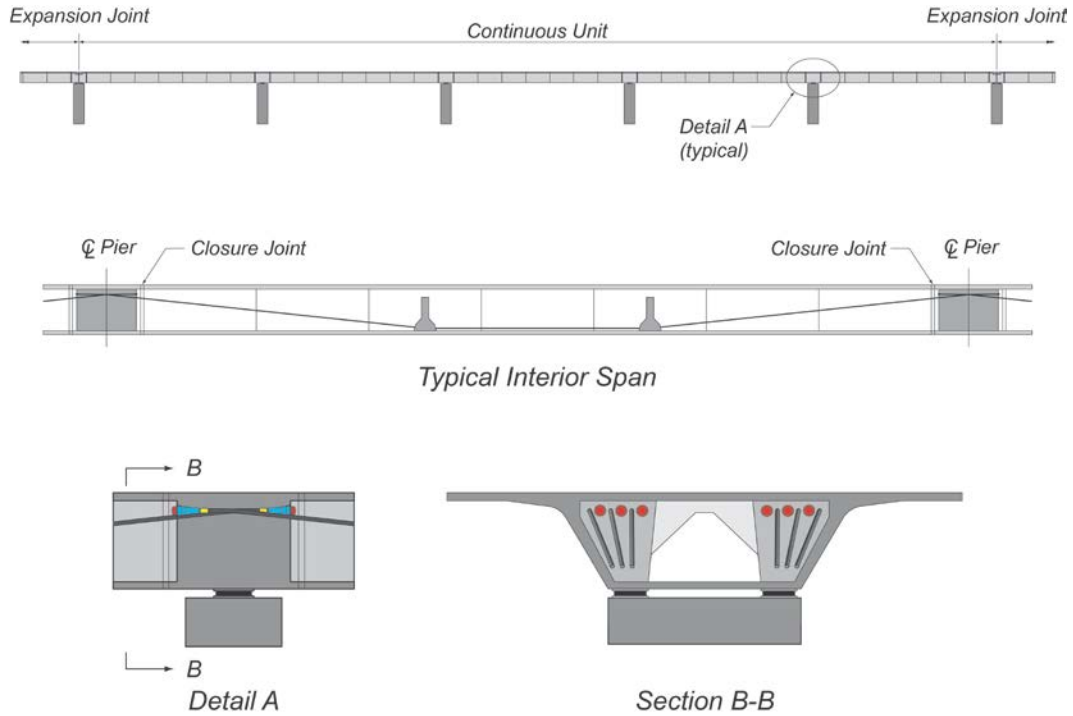 Expansion Joint
Expansion Joint
Continuous Unit
Detail A
(typical)
℄ Pier
Closure Joint
Closure Joint
℄ Pier
Typical Interior Span
B
B
Detail A
Section B-B